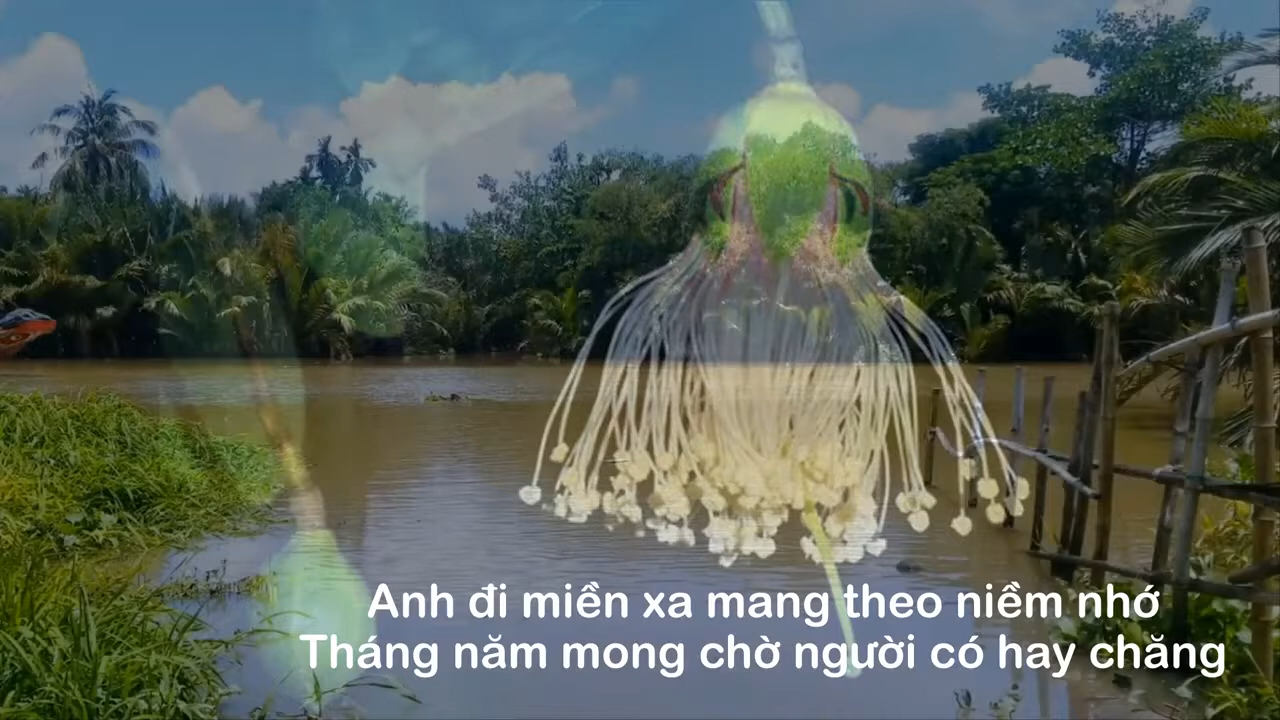 Anh đi miền xa mang theo niềm nhớ
Tháng năm mong chờ người có hay chăng